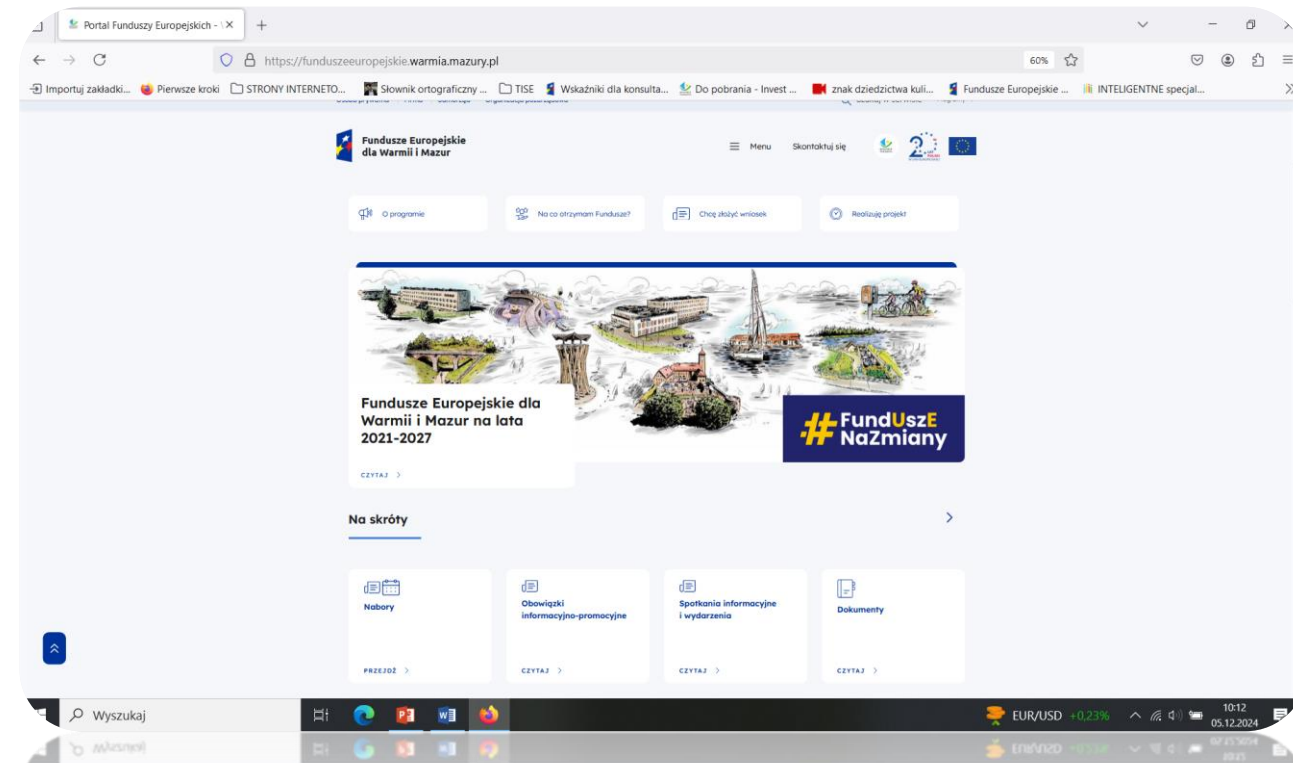 Portal Funduszy Europejskich -
https://funduszeeuropejskie.warmia.mazury.pl
60%
Importuj zakładki... Pierwsze kroki STRONY INTERNETO... Słownik ortograficzny ... TISE Wskaźniki dla konsulta... Do pobrania - Invest ... znak dziedzictwa kuli... Fundusze Europejskie ... INTELIGENTNE specjal...
Fundusze Europejskie
dla Warmii i Mazur
Menu Skontaktuj się
O programie Na co otrzymam Fundusze? Chcę złożyć wniosek Realizuję projekt
Fundusze Europejskie dla
Warmii i Mazur na lata
2021-2027
CZYTAJ
#FundUszE
NaZmiany
Na skróty
Nabory
PRZEJDŹ
Obowiązki
informacyjno-promocyjne
CZYTAJ
Spotkania informacyjne
i wydarzenia
CZYTAJ
Dokumenty
CZYTAJ
Wyszukaj
EUR/USD +0,23%
10:12
05.12.2024